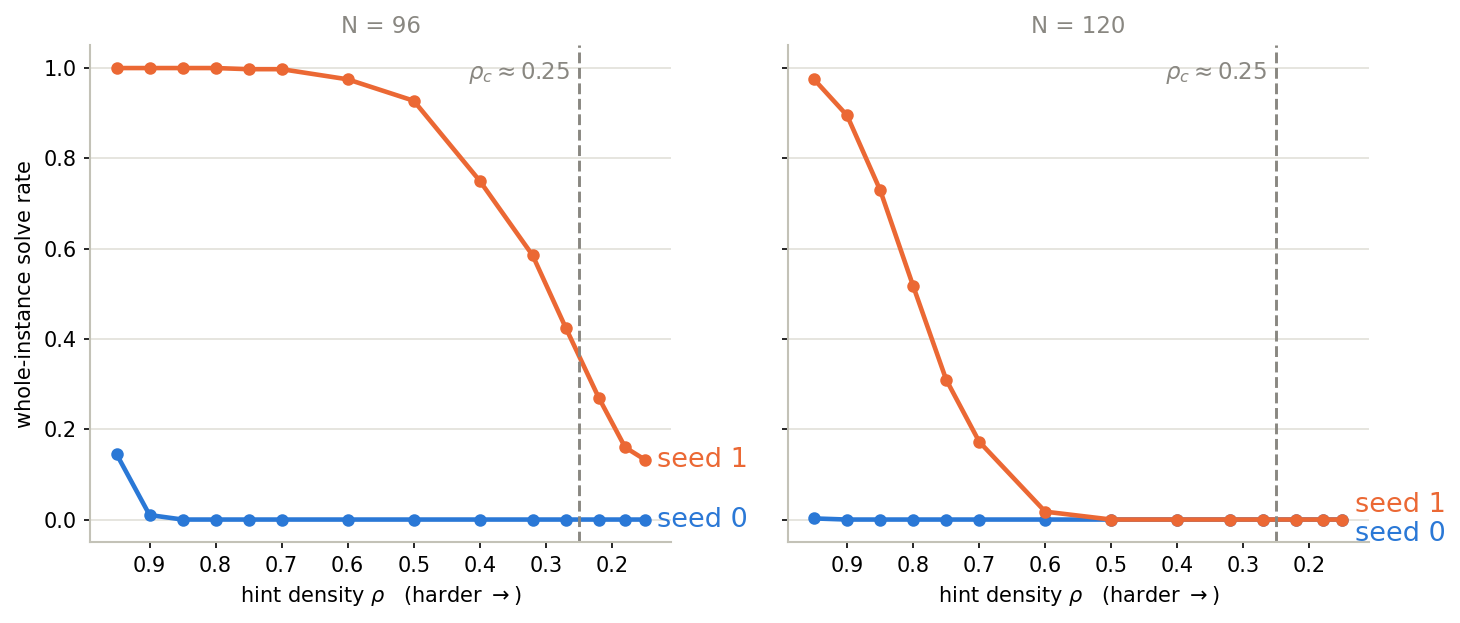 N = 96
ρc ≈ 0.25
whole-instance solve rate
1.0
0.8
0.6
0.4
0.2
0.0
seed 1
seed 0
0.9 0.8 0.7 0.6 0.5 0.4 0.3 0.2
hint density ρ (harder →)
N = 120
ρc ≈ 0.25
seed 1
seed 0
0.9 0.8 0.7 0.6 0.5 0.4 0.3 0.2
hint density ρ (harder →)